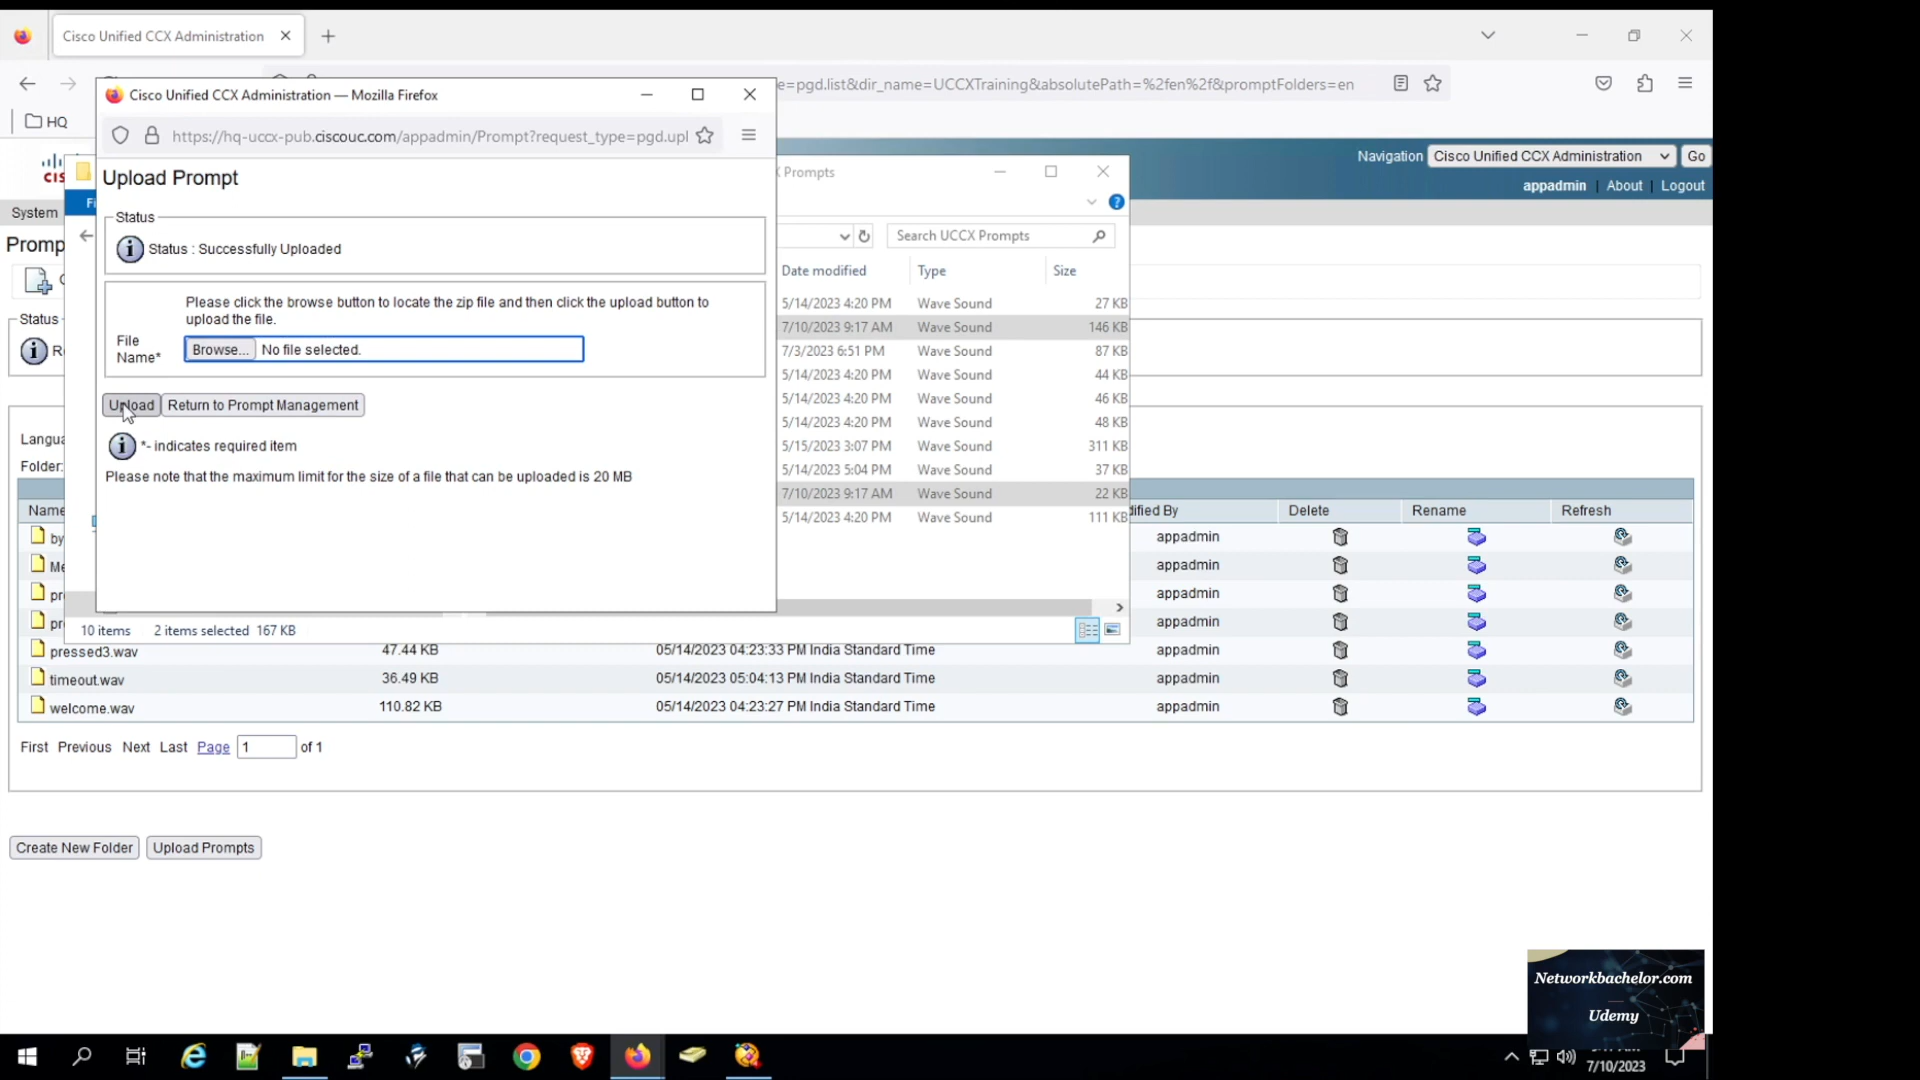 Cisco Unified CCX Administration
Cisco Unified CCX Administration — Mozilla Firefox
e=pgd.list&dir_name=UCCXTraining&absolutePath=%2fen%2f&promptFolders=en
HQ
https://hq-uccx-pub.ciscouc.com/appadmin/Prompt?request_type=pgd.upl
Navigation Cisco Unified CCX Administration Go
appadmin | About | Logout
System
Upload Prompt
Prompts
Status
Status : Successfully Uploaded
Search UCCX Prompts
Date modified Type Size
Please click the browse button to locate the zip file and then click the upload button to
upload the file.
File
Name*
Browse... No file selected.
Upload Return to Prompt Management
*- indicates required item
Please note that the maximum limit for the size of a file that can be uploaded is 20 MB
5/14/2023 4:20 PM Wave Sound 27 KB
7/10/2023 9:17 AM Wave Sound 146 KB
7/3/2023 6:51 PM Wave Sound 87 KB
5/14/2023 4:20 PM Wave Sound 44 KB
5/14/2023 4:20 PM Wave Sound 46 KB
5/14/2023 4:20 PM Wave Sound 48 KB
5/15/2023 3:07 PM Wave Sound 311 KB
5/14/2023 5:04 PM Wave Sound 37 KB
7/10/2023 9:17 AM Wave Sound 22 KB
5/14/2023 4:20 PM Wave Sound 111 KB
10 items 2 items selected 167 KB
Promp
Status
Langua
Folder:
Name
dified By Delete Rename Refresh
by appadmin
Me appadmin
pre appadmin
pre appadmin
pressed3.wav 47.44 KB 05/14/2023 04:23:33 PM India Standard Time appadmin
timeout.wav 36.49 KB 05/14/2023 05:04:13 PM India Standard Time appadmin
welcome.wav 110.82 KB 05/14/2023 04:23:27 PM India Standard Time appadmin
First Previous Next Last Page 1 of 1
Create New Folder Upload Prompts
Networkbachelor.com
Udemy
7/10/2023